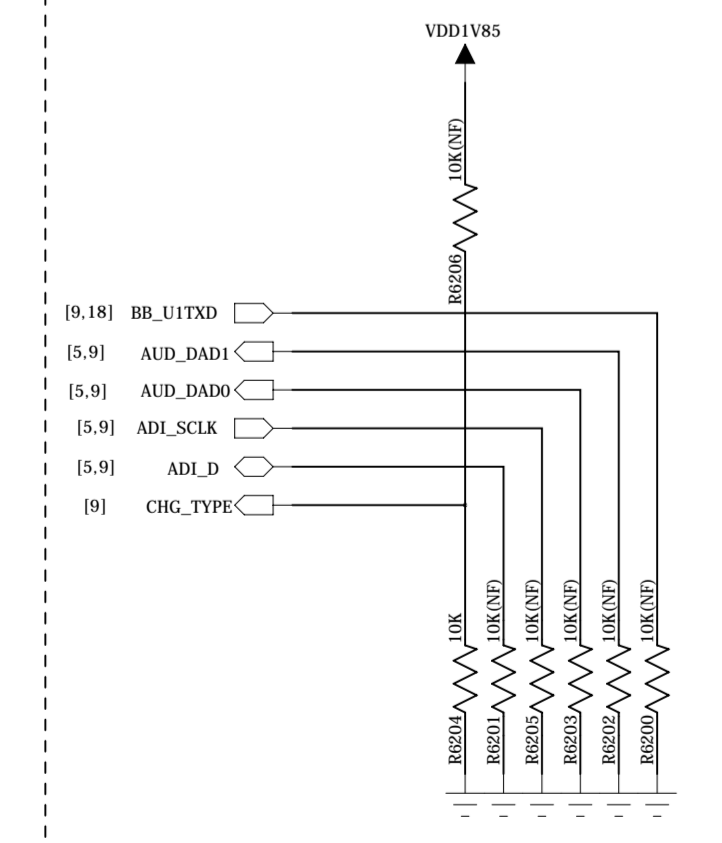 VDD1V85
10K(NF)
R6206
[9,18] BB_U1TXD
[5,9] AUD_DAD1
[5,9] AUD_DAD0
[5,9] ADI_SCLK
[5,9] ADI_D
[9] CHG_TYPE
10K 10K(NF) 10K(NF) 10K(NF) 10K(NF) 10K(NF)
R6204 R6201 R6205 R6203 R6202 R6200